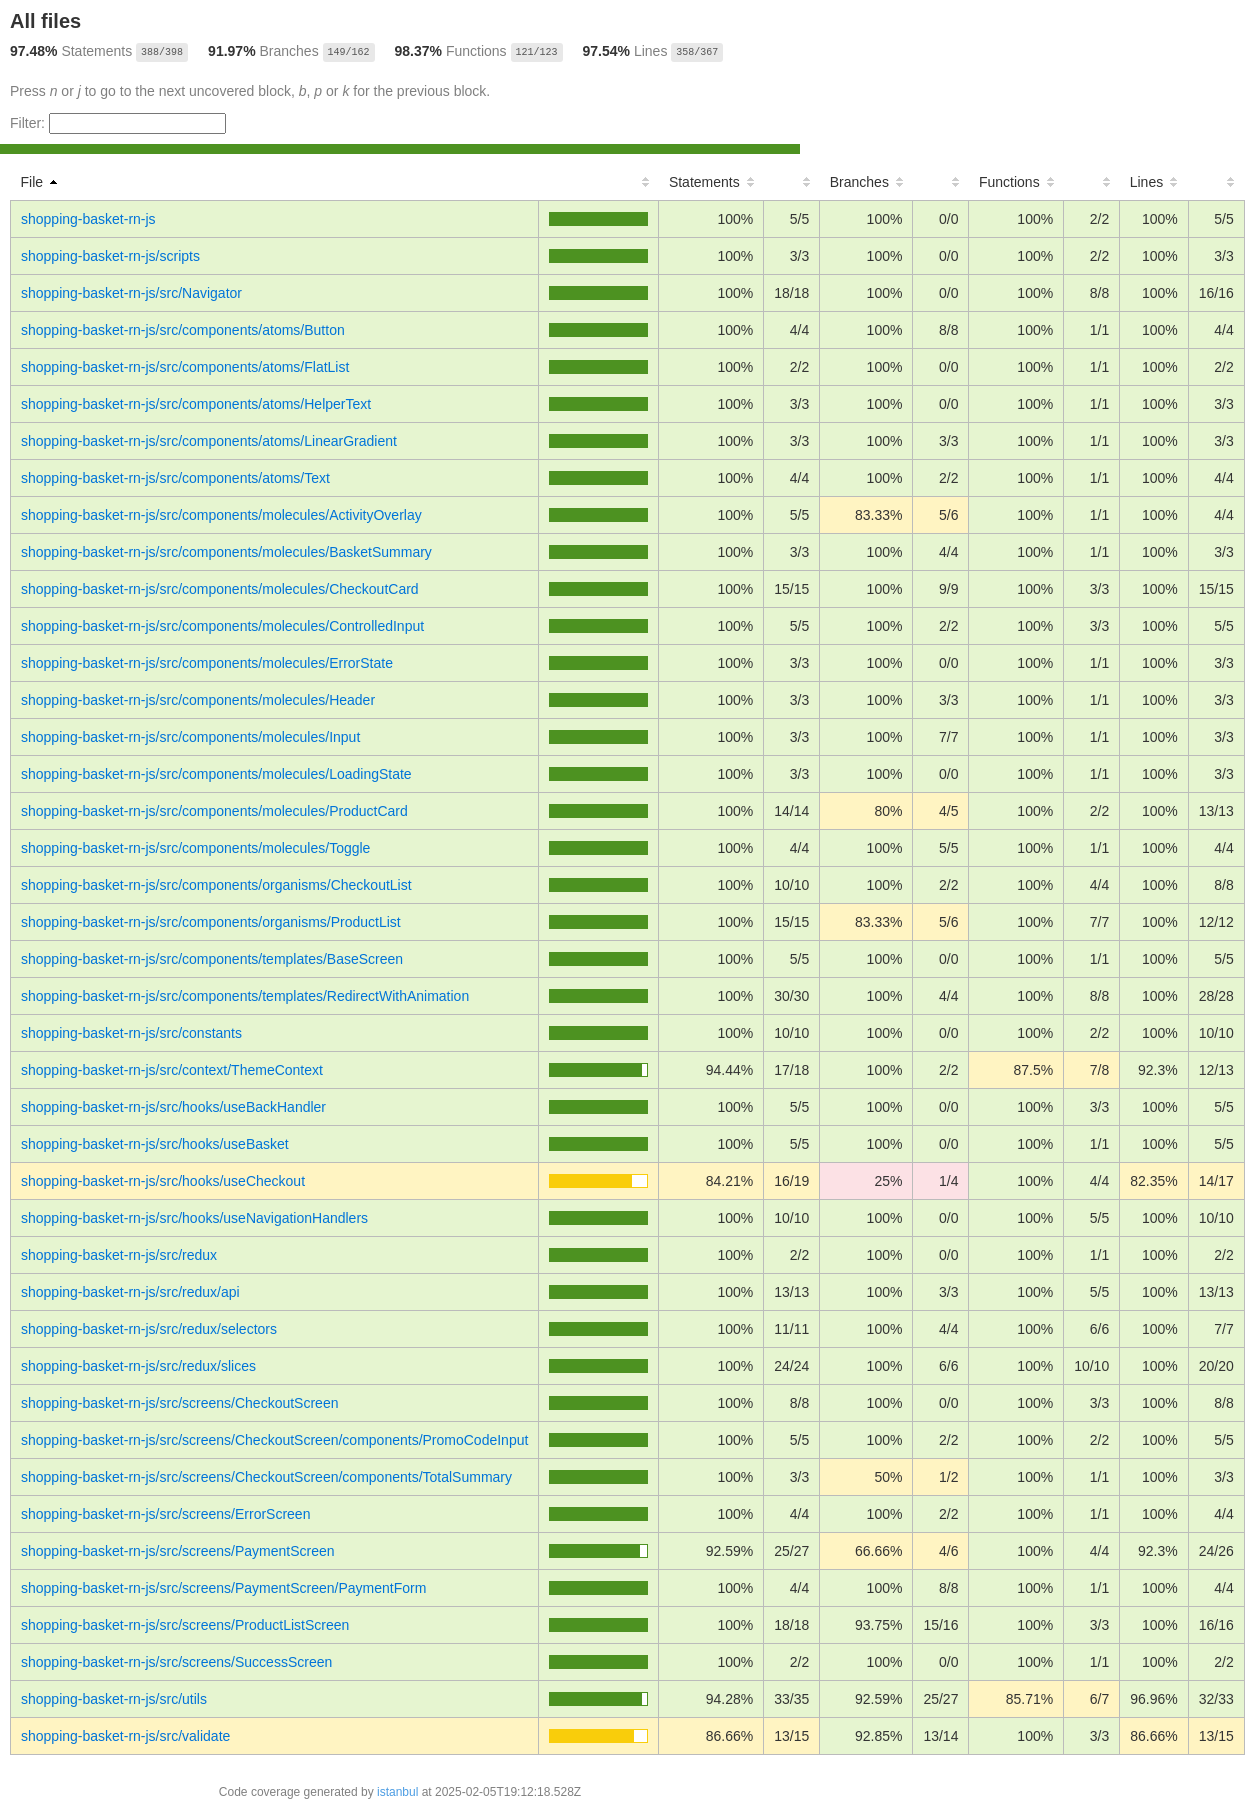 All files
97.48% Statements 388/398 91.97% Branches 149/162 98.37% Functions 121/123 97.54% Lines 358/367
Press n or j to go to the next uncovered block, b, p or k for the previous block.
Filter:
File Statements Branches Functions Lines
shopping-basket-rn-js 100% 5/5 100% 0/0 100% 2/2 100% 5/5
shopping-basket-rn-js/scripts 100% 3/3 100% 0/0 100% 2/2 100% 3/3
shopping-basket-rn-js/src/Navigator 100% 18/18 100% 0/0 100% 8/8 100% 16/16
shopping-basket-rn-js/src/components/atoms/Button 100% 4/4 100% 8/8 100% 1/1 100% 4/4
shopping-basket-rn-js/src/components/atoms/FlatList 100% 2/2 100% 0/0 100% 1/1 100% 2/2
shopping-basket-rn-js/src/components/atoms/HelperText 100% 3/3 100% 0/0 100% 1/1 100% 3/3
shopping-basket-rn-js/src/components/atoms/LinearGradient 100% 3/3 100% 3/3 100% 1/1 100% 3/3
shopping-basket-rn-js/src/components/atoms/Text 100% 4/4 100% 2/2 100% 1/1 100% 4/4
shopping-basket-rn-js/src/components/molecules/ActivityOverlay 100% 5/5 83.33% 5/6 100% 1/1 100% 4/4
shopping-basket-rn-js/src/components/molecules/BasketSummary 100% 3/3 100% 4/4 100% 1/1 100% 3/3
shopping-basket-rn-js/src/components/molecules/CheckoutCard 100% 15/15 100% 9/9 100% 3/3 100% 15/15
shopping-basket-rn-js/src/components/molecules/ControlledInput 100% 5/5 100% 2/2 100% 3/3 100% 5/5
shopping-basket-rn-js/src/components/molecules/ErrorState 100% 3/3 100% 0/0 100% 1/1 100% 3/3
shopping-basket-rn-js/src/components/molecules/Header 100% 3/3 100% 3/3 100% 1/1 100% 3/3
shopping-basket-rn-js/src/components/molecules/Input 100% 3/3 100% 7/7 100% 1/1 100% 3/3
shopping-basket-rn-js/src/components/molecules/LoadingState 100% 3/3 100% 0/0 100% 1/1 100% 3/3
shopping-basket-rn-js/src/components/molecules/ProductCard 100% 14/14 80% 4/5 100% 2/2 100% 13/13
shopping-basket-rn-js/src/components/molecules/Toggle 100% 4/4 100% 5/5 100% 1/1 100% 4/4
shopping-basket-rn-js/src/components/organisms/CheckoutList 100% 10/10 100% 2/2 100% 4/4 100% 8/8
shopping-basket-rn-js/src/components/organisms/ProductList 100% 15/15 83.33% 5/6 100% 7/7 100% 12/12
shopping-basket-rn-js/src/components/templates/BaseScreen 100% 5/5 100% 0/0 100% 1/1 100% 5/5
shopping-basket-rn-js/src/components/templates/RedirectWithAnimation 100% 30/30 100% 4/4 100% 8/8 100% 28/28
shopping-basket-rn-js/src/constants 100% 10/10 100% 0/0 100% 2/2 100% 10/10
shopping-basket-rn-js/src/context/ThemeContext 94.44% 17/18 100% 2/2 87.5% 7/8 92.3% 12/13
shopping-basket-rn-js/src/hooks/useBackHandler 100% 5/5 100% 0/0 100% 3/3 100% 5/5
shopping-basket-rn-js/src/hooks/useBasket 100% 5/5 100% 0/0 100% 1/1 100% 5/5
shopping-basket-rn-js/src/hooks/useCheckout 84.21% 16/19 25% 1/4 100% 4/4 82.35% 14/17
shopping-basket-rn-js/src/hooks/useNavigationHandlers 100% 10/10 100% 0/0 100% 5/5 100% 10/10
shopping-basket-rn-js/src/redux 100% 2/2 100% 0/0 100% 1/1 100% 2/2
shopping-basket-rn-js/src/redux/api 100% 13/13 100% 3/3 100% 5/5 100% 13/13
shopping-basket-rn-js/src/redux/selectors 100% 11/11 100% 4/4 100% 6/6 100% 7/7
shopping-basket-rn-js/src/redux/slices 100% 24/24 100% 6/6 100% 10/10 100% 20/20
shopping-basket-rn-js/src/screens/CheckoutScreen 100% 8/8 100% 0/0 100% 3/3 100% 8/8
shopping-basket-rn-js/src/screens/CheckoutScreen/components/PromoCodeInput 100% 5/5 100% 2/2 100% 2/2 100% 5/5
shopping-basket-rn-js/src/screens/CheckoutScreen/components/TotalSummary 100% 3/3 50% 1/2 100% 1/1 100% 3/3
shopping-basket-rn-js/src/screens/ErrorScreen 100% 4/4 100% 2/2 100% 1/1 100% 4/4
shopping-basket-rn-js/src/screens/PaymentScreen 92.59% 25/27 66.66% 4/6 100% 4/4 92.3% 24/26
shopping-basket-rn-js/src/screens/PaymentScreen/PaymentForm 100% 4/4 100% 8/8 100% 1/1 100% 4/4
shopping-basket-rn-js/src/screens/ProductListScreen 100% 18/18 93.75% 15/16 100% 3/3 100% 16/16
shopping-basket-rn-js/src/screens/SuccessScreen 100% 2/2 100% 0/0 100% 1/1 100% 2/2
shopping-basket-rn-js/src/utils 94.28% 33/35 92.59% 25/27 85.71% 6/7 96.96% 32/33
shopping-basket-rn-js/src/validate 86.66% 13/15 92.85% 13/14 100% 3/3 86.66% 13/15
Code coverage generated by istanbul at 2025-02-05T19:12:18.528Z